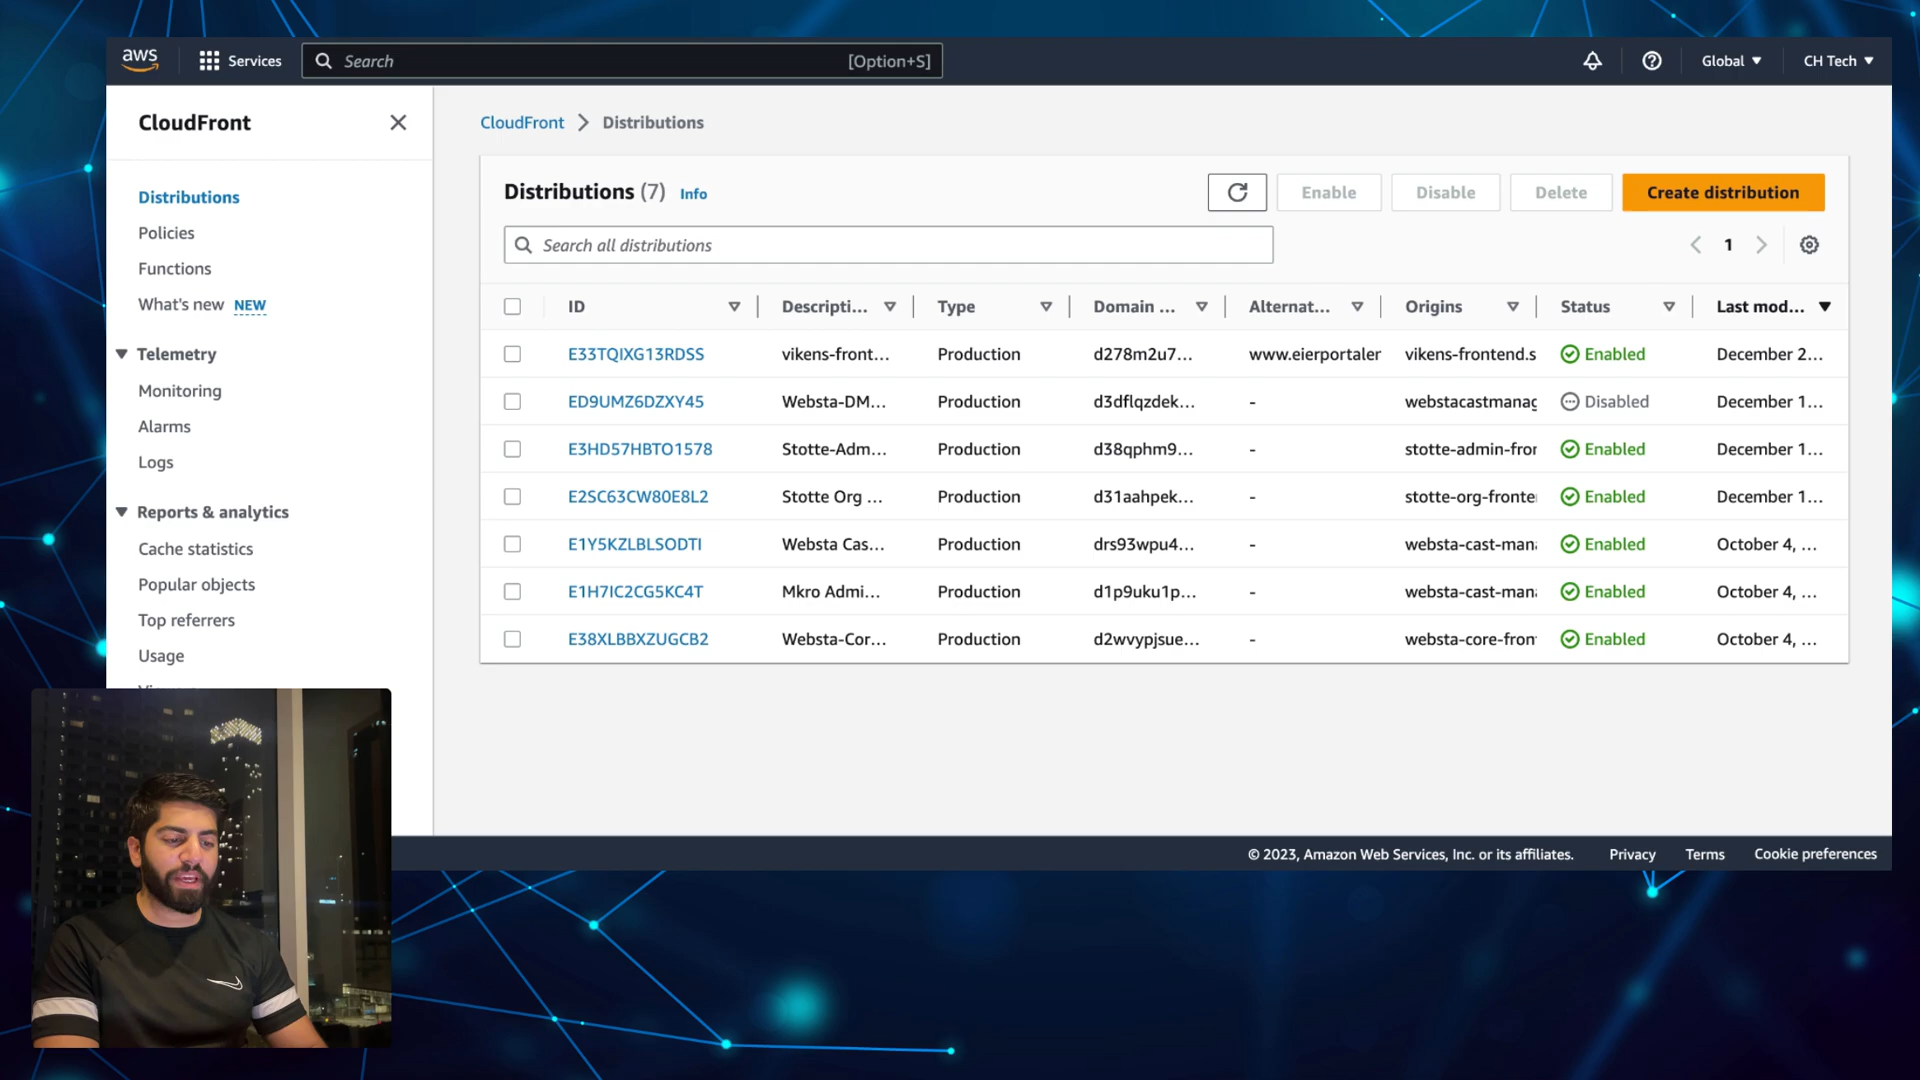 aws
Services
Search
[Option+S]
Global
CH Tech
CloudFront
Distributions
Policies
Functions
What's new NEW
Telemetry
Monitoring
Alarms
Logs
Reports & analytics
Cache statistics
Popular objects
Top referrers
Usage
CloudFront > Distributions
Distributions (7) Info
Enable
Disable
Delete
Create distribution
Search all distributions
1
ID Descripti... Type Domain ... Alternat... Origins Status Last mod...
E33TQIXG13RDSS vikens-front... Production d278m2u7... www.eierportaler vikens-frontend.s Enabled December 2...
ED9UMZ6DZXY45 Websta-DM... Production d3dflqzdek... - webstacastmanag Disabled December 1...
E3HD57HBTO1578 Stotte-Adm... Production d38qphm9... - stotte-admin-fror Enabled December 1...
E2SC63CW80E8L2 Stotte Org ... Production d31aahpek... - stotte-org-fronte Enabled December 1...
E1Y5KZLBLSODTI Websta Cas... Production drs93wpu4... - websta-cast-mana Enabled October 4, ...
E1H7IC2CG5KC4T Mkro Admi... Production d1p9uku1p... - websta-cast-mana Enabled October 4, ...
E38XLBBXZUGCB2 Websta-Cor... Production d2wvypjsue... - websta-core-fron Enabled October 4, ...
© 2023, Amazon Web Services, Inc. or its affiliates.
Privacy
Terms
Cookie preferences